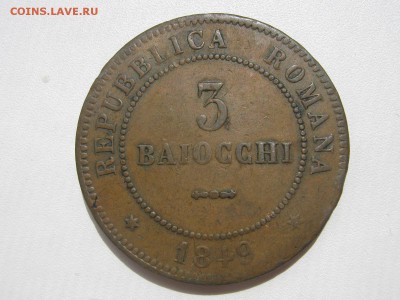 COINS.LAVE.RU
REPUBBLICA ROMANA
3
BAIOCCHI
1849